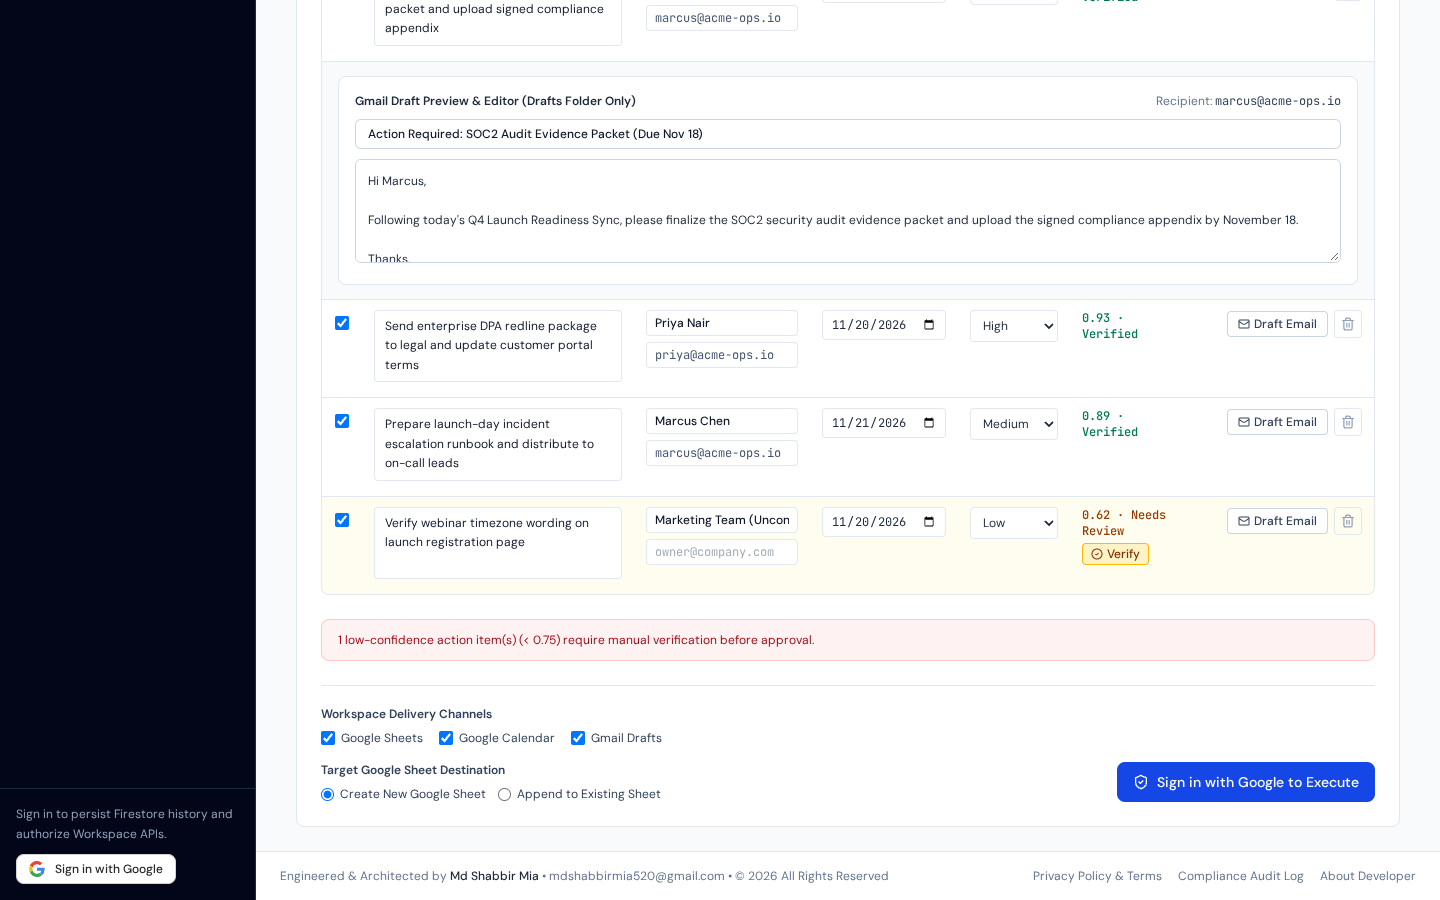 packet and upload signed compliance
appendix
marcus@acme-ops.io
Gmail Draft Preview & Editor (Drafts Folder Only)
Recipient: marcus@acme-ops.io
Action Required: SOC2 Audit Evidence Packet (Due Nov 18)
Hi Marcus,
Following today's Q4 Launch Readiness Sync, please finalize the SOC2 security audit evidence packet and upload the signed compliance appendix by November 18.
Thanks,
Send enterprise DPA redline package
to legal and update customer portal
terms
Priya Nair
priya@acme-ops.io
11/20/2026
High
0.93 ·
Verified
Draft Email
Prepare launch-day incident
escalation runbook and distribute to
on-call leads
Marcus Chen
marcus@acme-ops.io
11/21/2026
Medium
0.89 ·
Verified
Draft Email
Verify webinar timezone wording on
launch registration page
Marketing Team (Uncon
owner@company.com
11/20/2026
Low
0.62 · Needs
Review
Verify
Draft Email
1 low-confidence action item(s) (< 0.75) require manual verification before approval.
Workspace Delivery Channels
Google Sheets
Google Calendar
Gmail Drafts
Target Google Sheet Destination
Create New Google Sheet
Append to Existing Sheet
Sign in with Google to Execute
Sign in to persist Firestore history and
authorize Workspace APIs.
Sign in with Google
Engineered & Architected by Md Shabbir Mia • mdshabbirmia520@gmail.com • © 2026 All Rights Reserved
Privacy Policy & Terms
Compliance Audit Log
About Developer